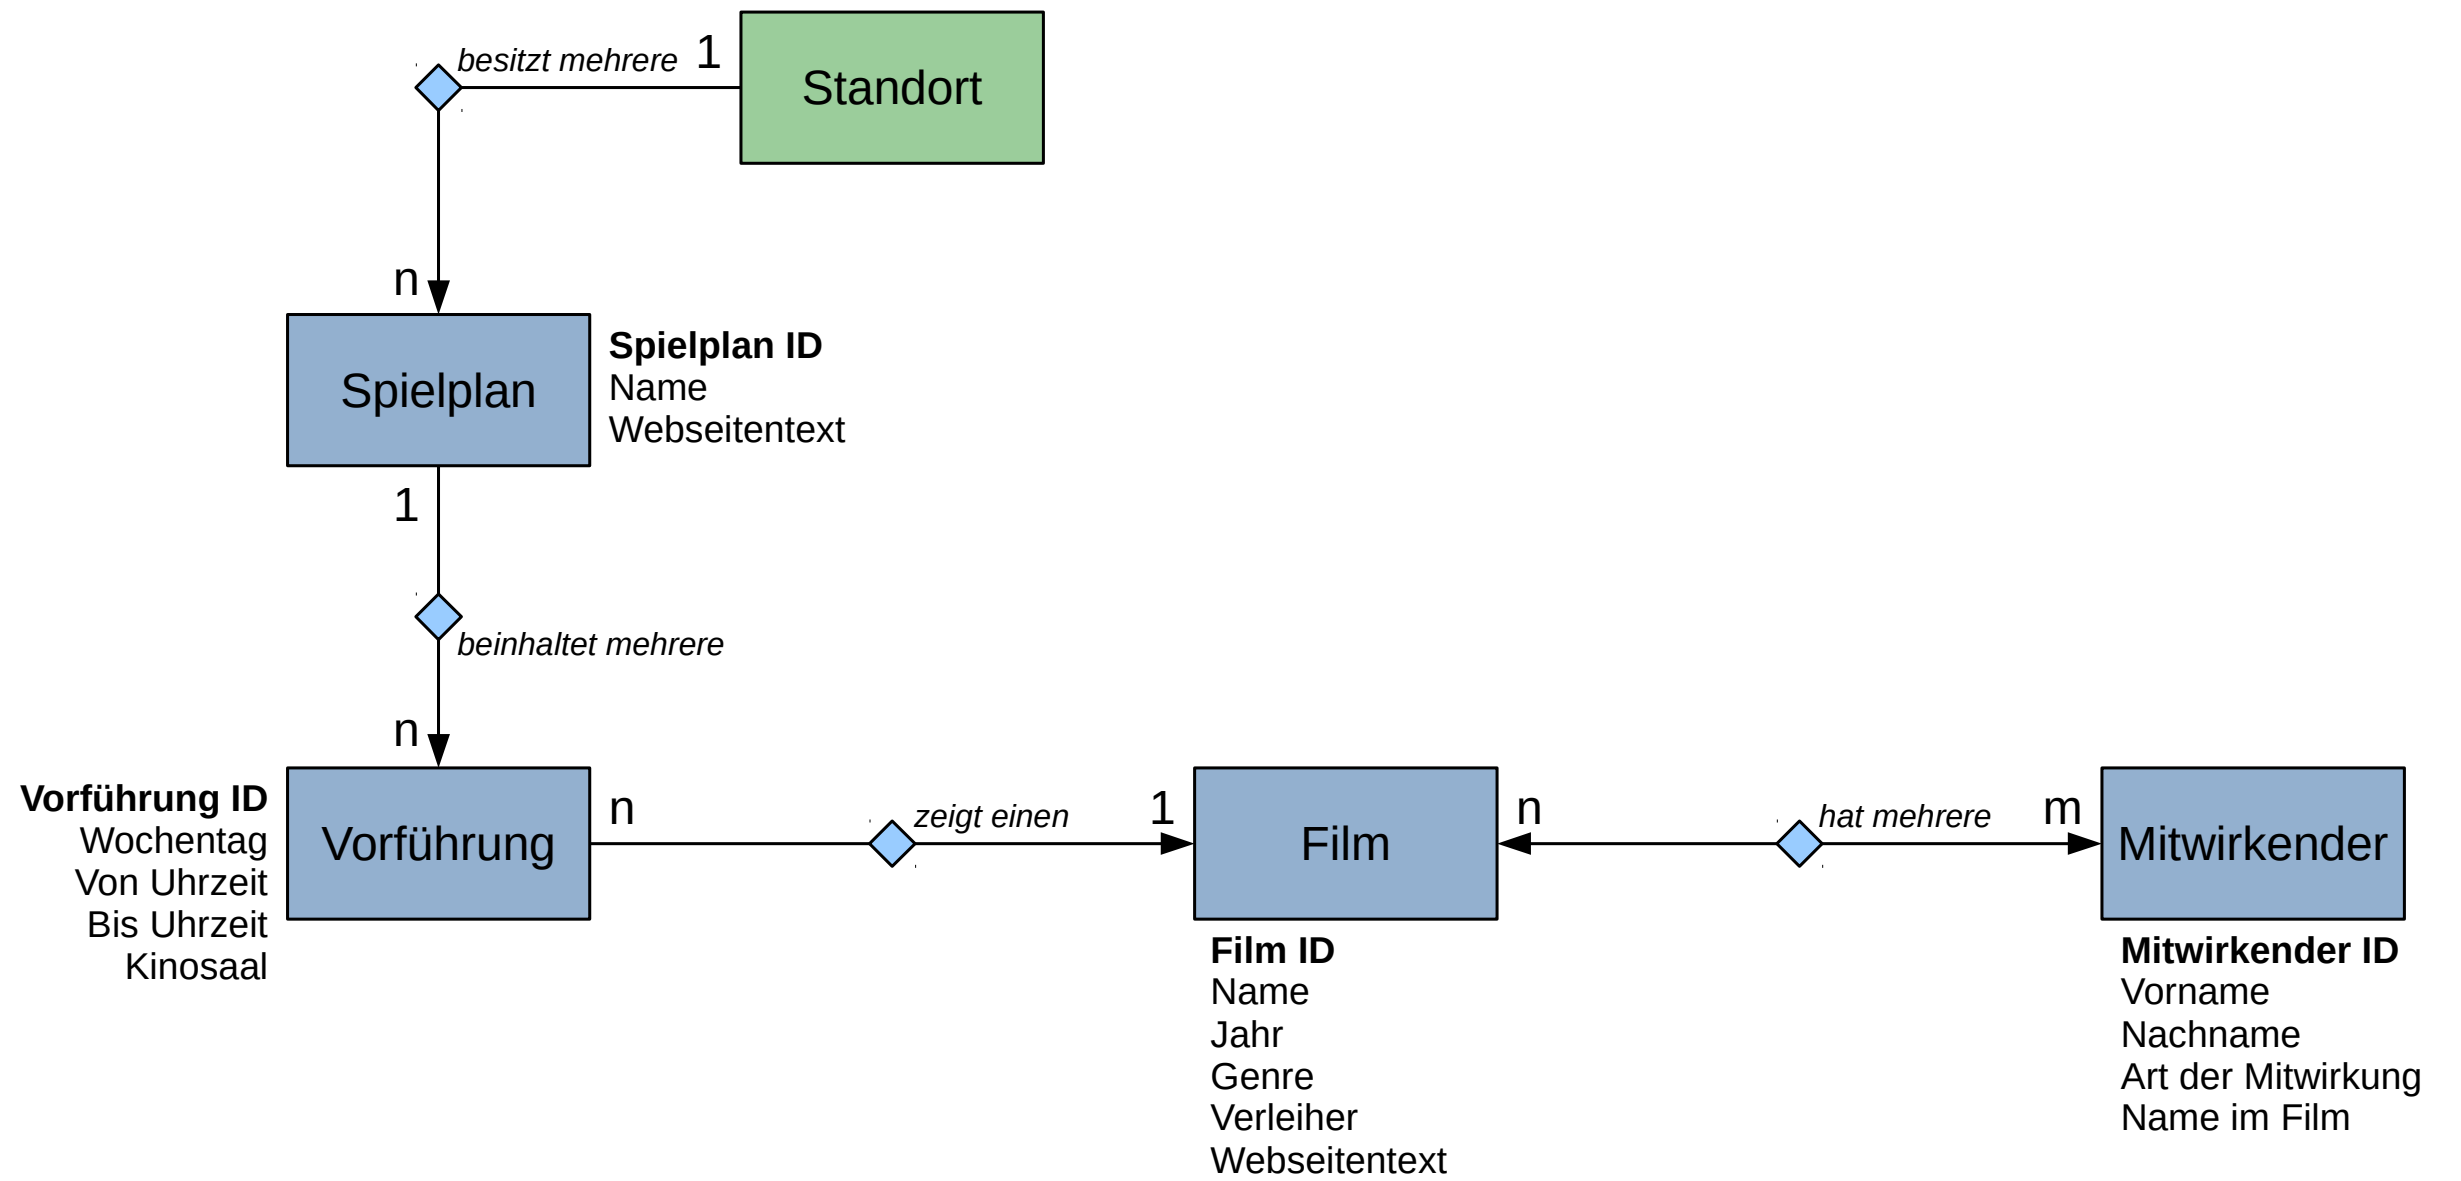 besitzt mehrere
1
Standort
n
Spielplan
Spielplan ID
Name
Webseitentext
1
beinhaltet mehrere
n
Vorführung ID
Wochentag
Von Uhrzeit
Bis Uhrzeit
Kinosaal
Vorführung
n
zeigt einen
1
Film
n
hat mehrere
m
Mitwirkender
Film ID
Name
Jahr
Genre
Verleiher
Webseitentext
Mitwirkender ID
Vorname
Nachname
Art der Mitwirkung
Name im Film